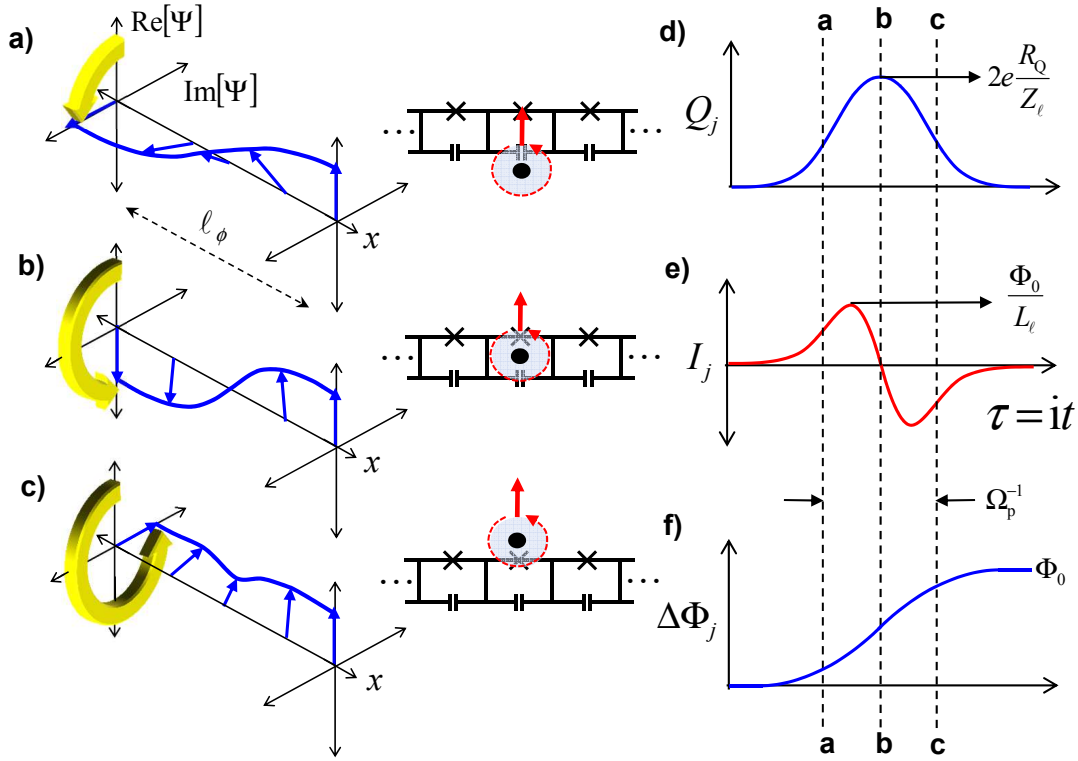 a)
Re[Ψ]
Im[Ψ]
ℓ_ϕ
x
b)
x
c)
x
... ...
... ...
... ...
d)
a b c
Q_j
2e R_Q / Z_ℓ
e)
I_j
Φ_0 / L_ℓ
τ = it
Ω_p^{-1}
f)
ΔΦ_j
Φ_0
a b c